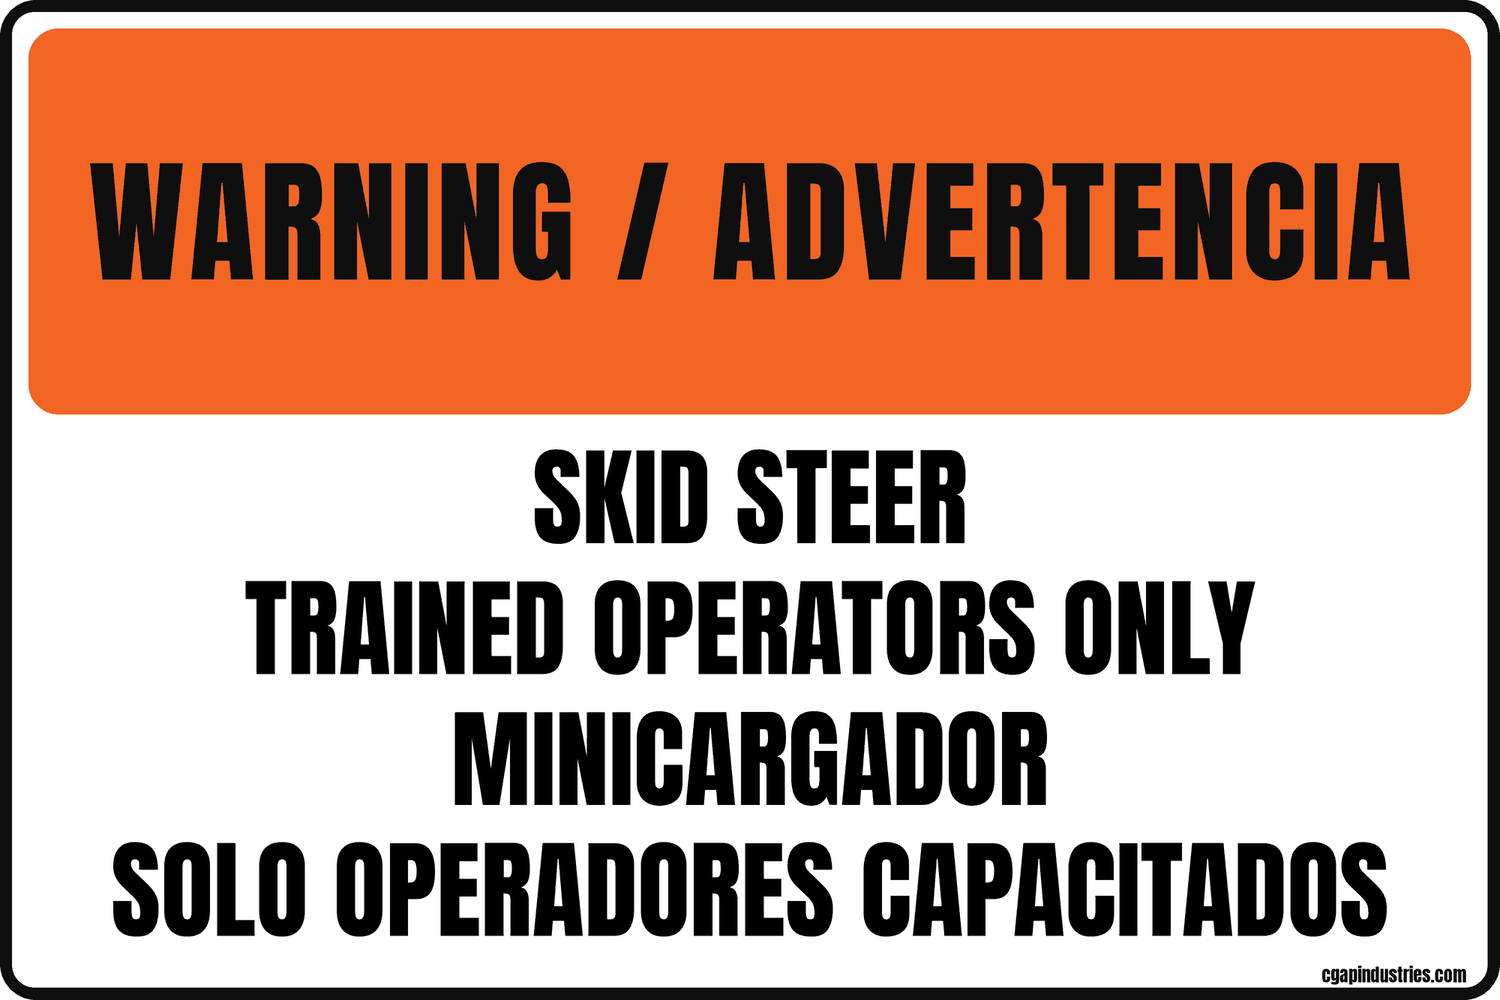 WARNING / ADVERTENCIA
SKID STEER
TRAINED OPERATORS ONLY
MINICARGADOR
SOLO OPERADORES CAPACITADOS
cgapindustries.com